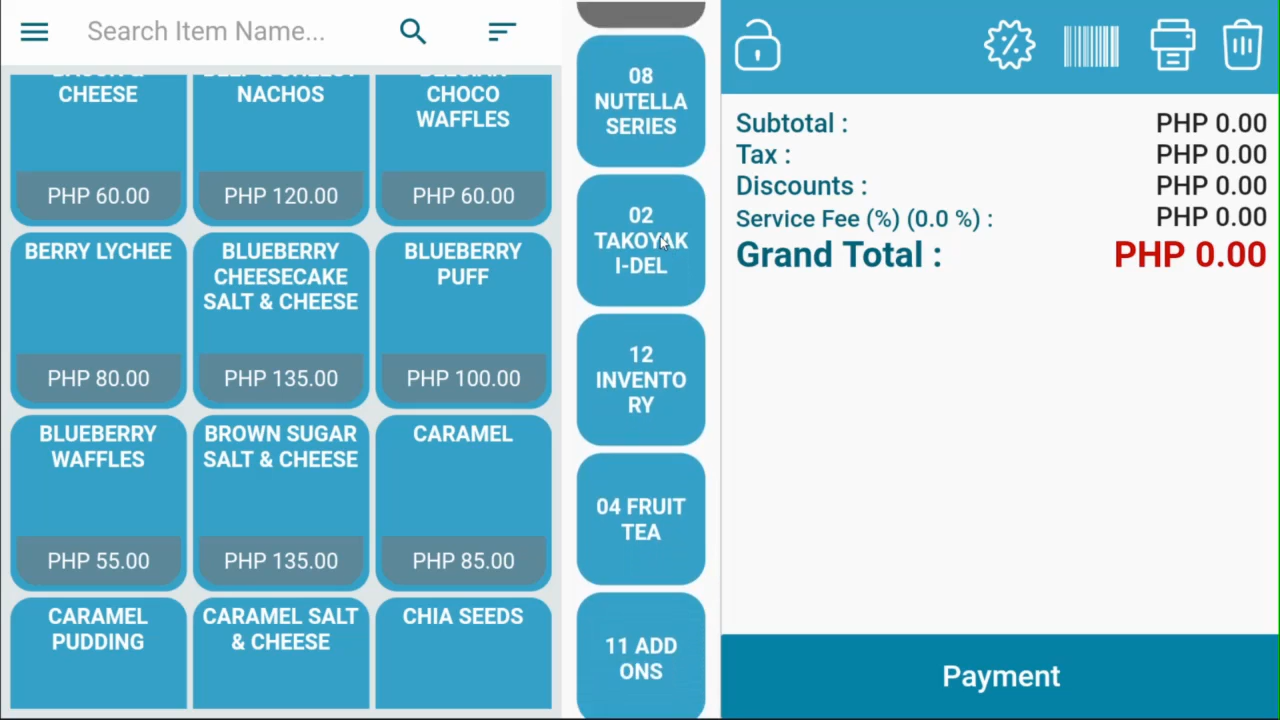 Search Item Name...
CHEESE
PHP 60.00
NACHOS
PHP 120.00
CHOCO
WAFFLES
PHP 60.00
BERRY LYCHEE
PHP 80.00
BLUEBERRY
CHEESECAKE
SALT & CHEESE
PHP 135.00
BLUEBERRY
PUFF
PHP 100.00
BLUEBERRY
WAFFLES
PHP 55.00
BROWN SUGAR
SALT & CHEESE
PHP 135.00
CARAMEL
PHP 85.00
CARAMEL
PUDDING
CARAMEL SALT
& CHEESE
CHIA SEEDS
08
NUTELLA
SERIES
02
TAKOYAK
I-DEL
12
INVENTO
RY
04 FRUIT
TEA
11 ADD
ONS
Subtotal : PHP 0.00
Tax : PHP 0.00
Discounts : PHP 0.00
Service Fee (%) (0.0 %) : PHP 0.00
Grand Total : PHP 0.00
Payment